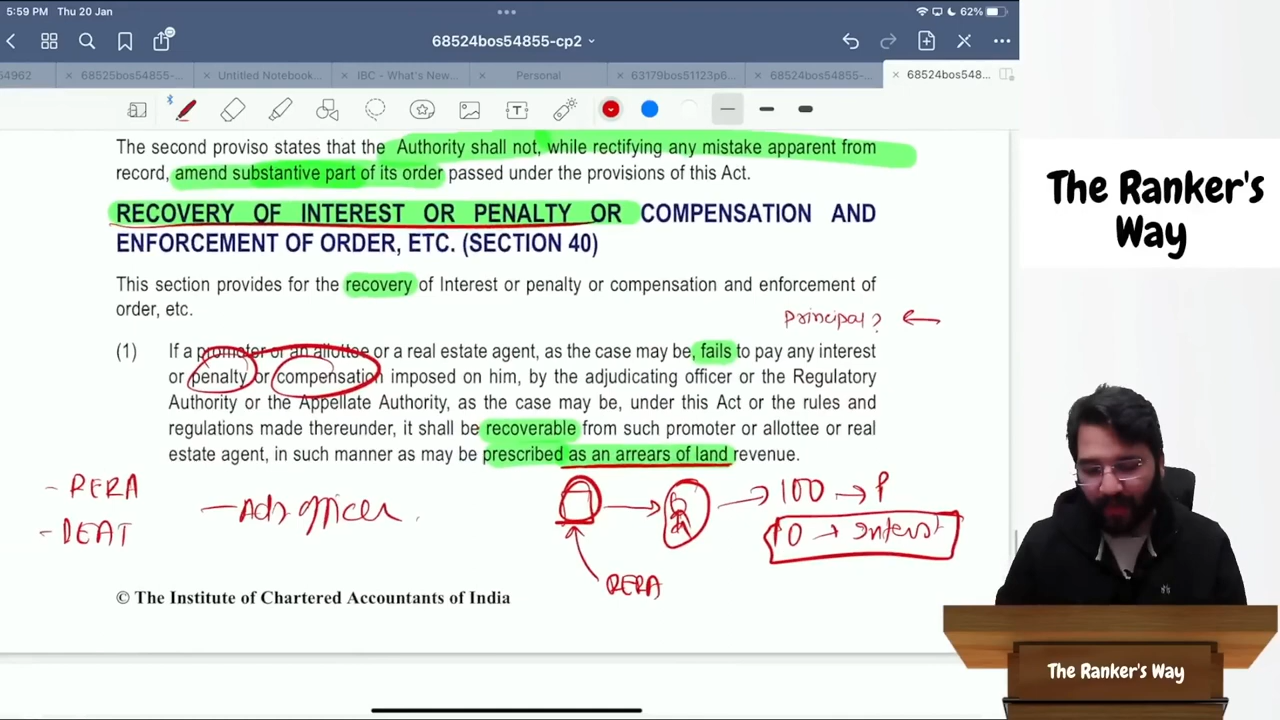 5:59 PM Thu 20 Jan
62%
68524bos54855-cp2
54962
68525bos54855-...
Untitled Notebook...
IBC - What's New...
Personal
63179bos51123p6...
68524bos54855-...
68524bos548...
The second proviso states that the Authority shall not, while rectifying any mistake apparent from
record, amend substantive part of its order passed under the provisions of this Act.
RECOVERY OF INTEREST OR PENALTY OR COMPENSATION AND
ENFORCEMENT OF ORDER, ETC. (SECTION 40)
This section provides for the recovery of Interest or penalty or compensation and enforcement of
order, etc.
Principal?
(1) If a promoter or an allottee or a real estate agent, as the case may be, fails to pay any interest
or penalty or compensation imposed on him, by the adjudicating officer or the Regulatory
Authority or the Appellate Authority, as the case may be, under this Act or the rules and
regulations made thereunder, it shall be recoverable from such promoter or allottee or real
estate agent, in such manner as may be prescribed as an arrears of land revenue.
- RERA
- Adj officer
100 → P
10 → Interest
RERA
© The Institute of Chartered Accountants of India
The Ranker's
Way
The Ranker's Way